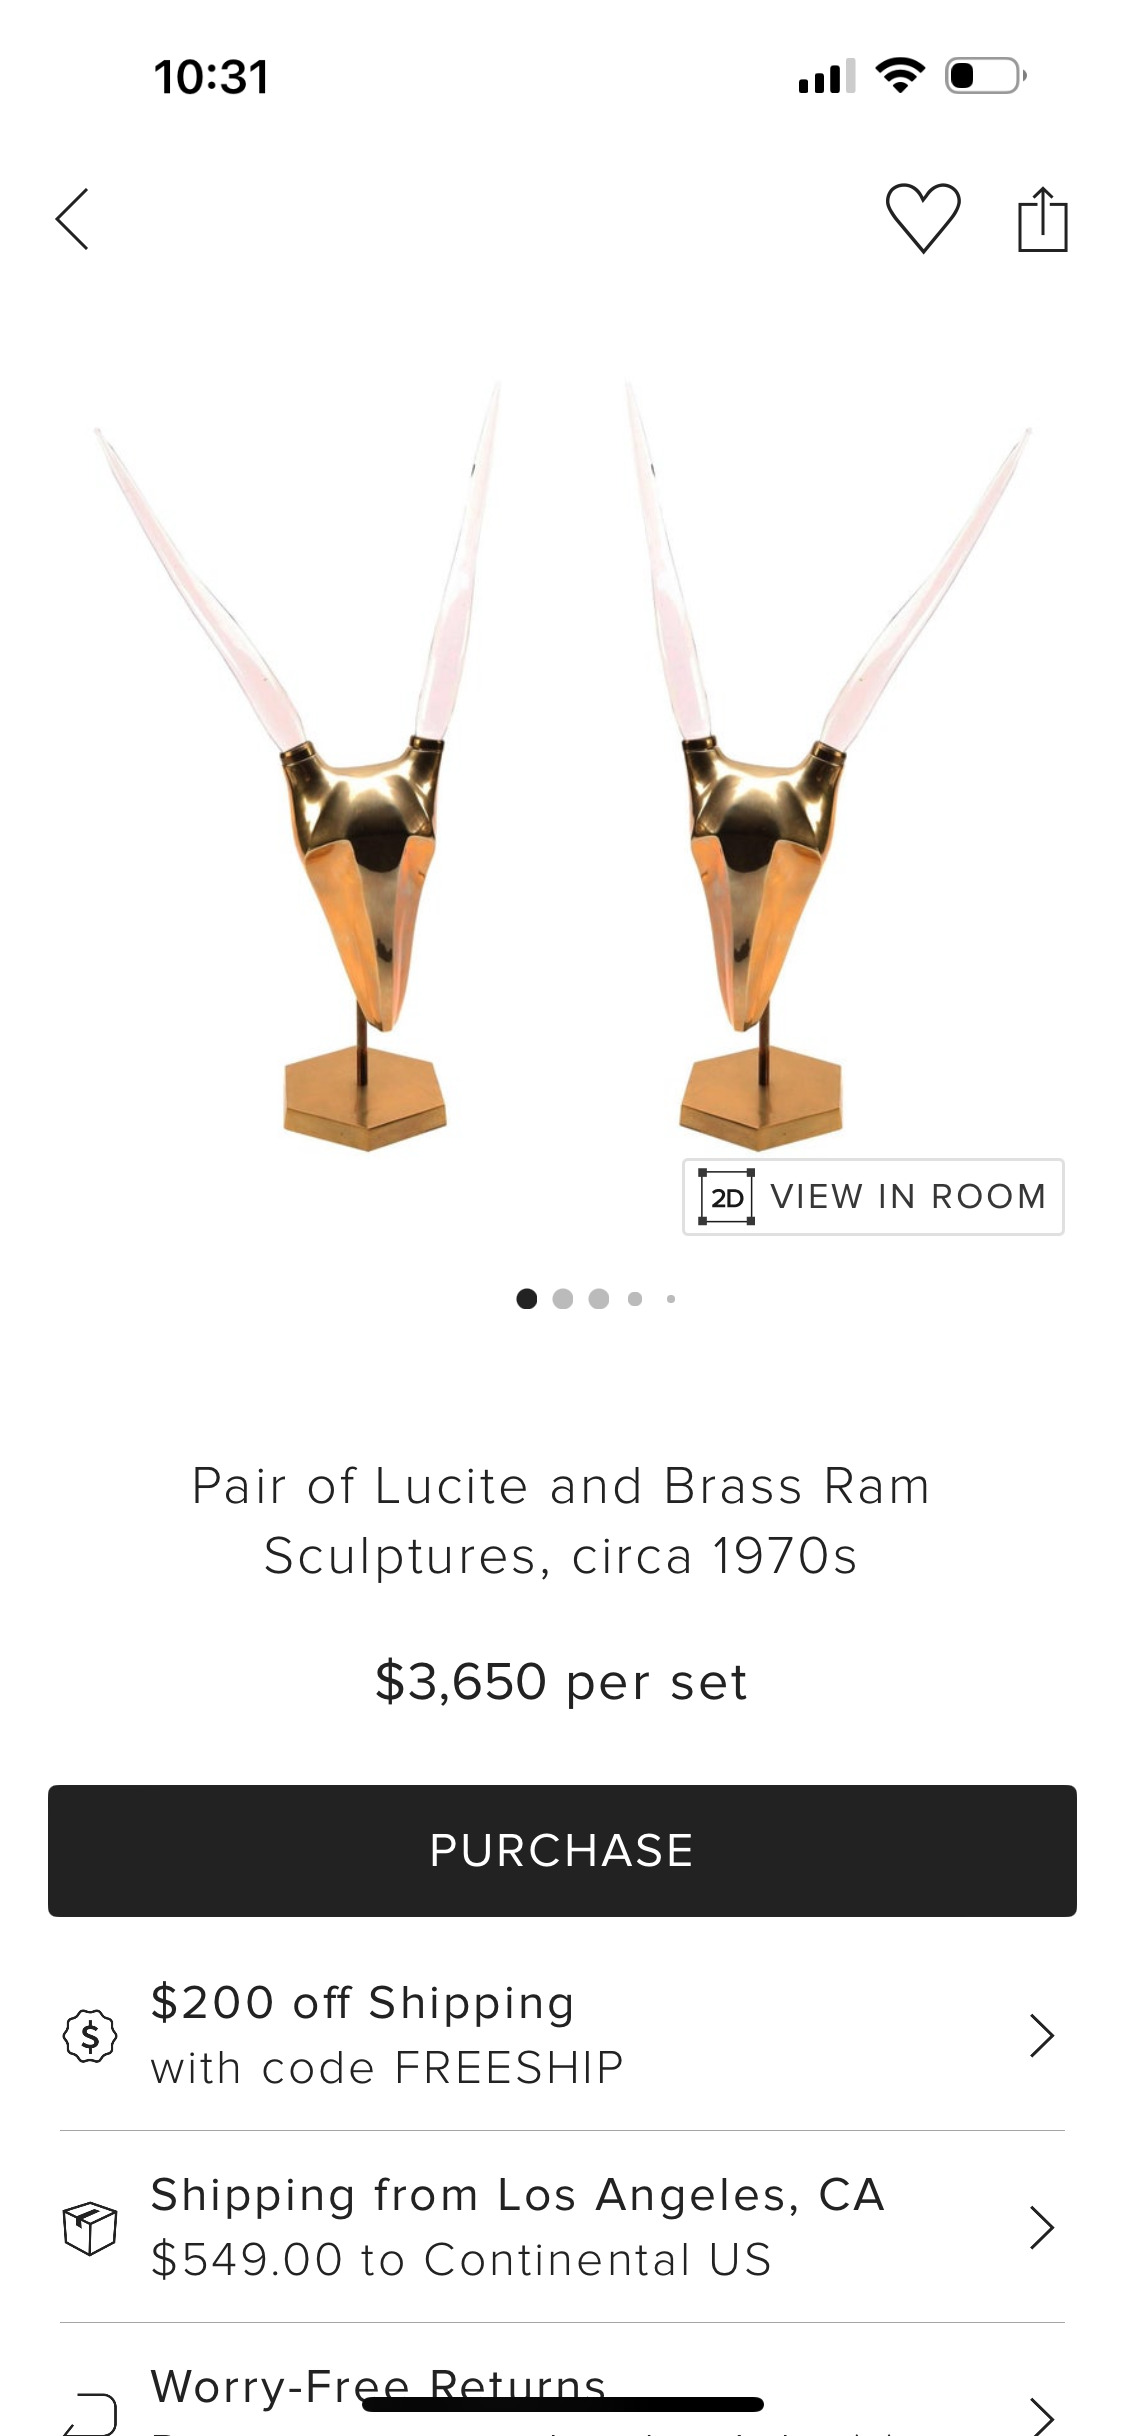 10:31
2D VIEW IN ROOM
Pair of Lucite and Brass Ram
Sculptures, circa 1970s
$3,650 per set
PURCHASE
$200 off Shipping
with code FREESHIP
Shipping from Los Angeles, CA
$549.00 to Continental US
Worry-Free Returns